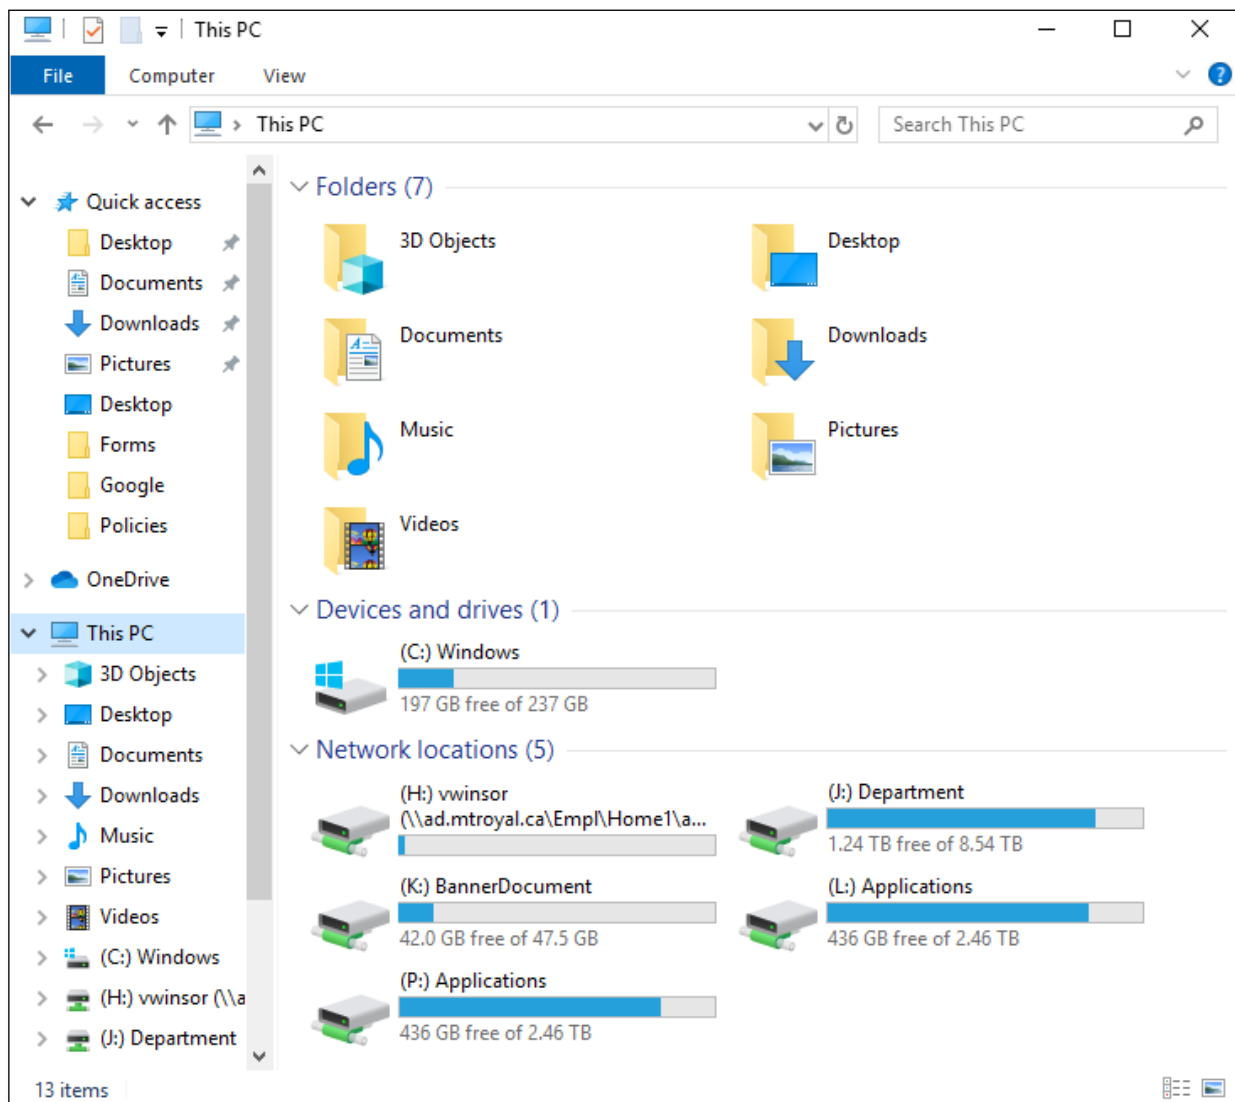 This PC
File Computer View
This PC
Search This PC
Quick access
Desktop
Documents
Downloads
Pictures
Desktop
Forms
Google
Policies
OneDrive
This PC
3D Objects
Desktop
Documents
Downloads
Music
Pictures
Videos
(C:) Windows
(H:) vwinsor (\\a
(J:) Department
Folders (7)
3D Objects
Desktop
Documents
Downloads
Music
Pictures
Videos
Devices and drives (1)
(C:) Windows
197 GB free of 237 GB
Network locations (5)
(H:) vwinsor
(\\ad.mtroyal.ca\Empl\Home1\a...
(J:) Department
1.24 TB free of 8.54 TB
(K:) BannerDocument
42.0 GB free of 47.5 GB
(L:) Applications
436 GB free of 2.46 TB
(P:) Applications
436 GB free of 2.46 TB
13 items